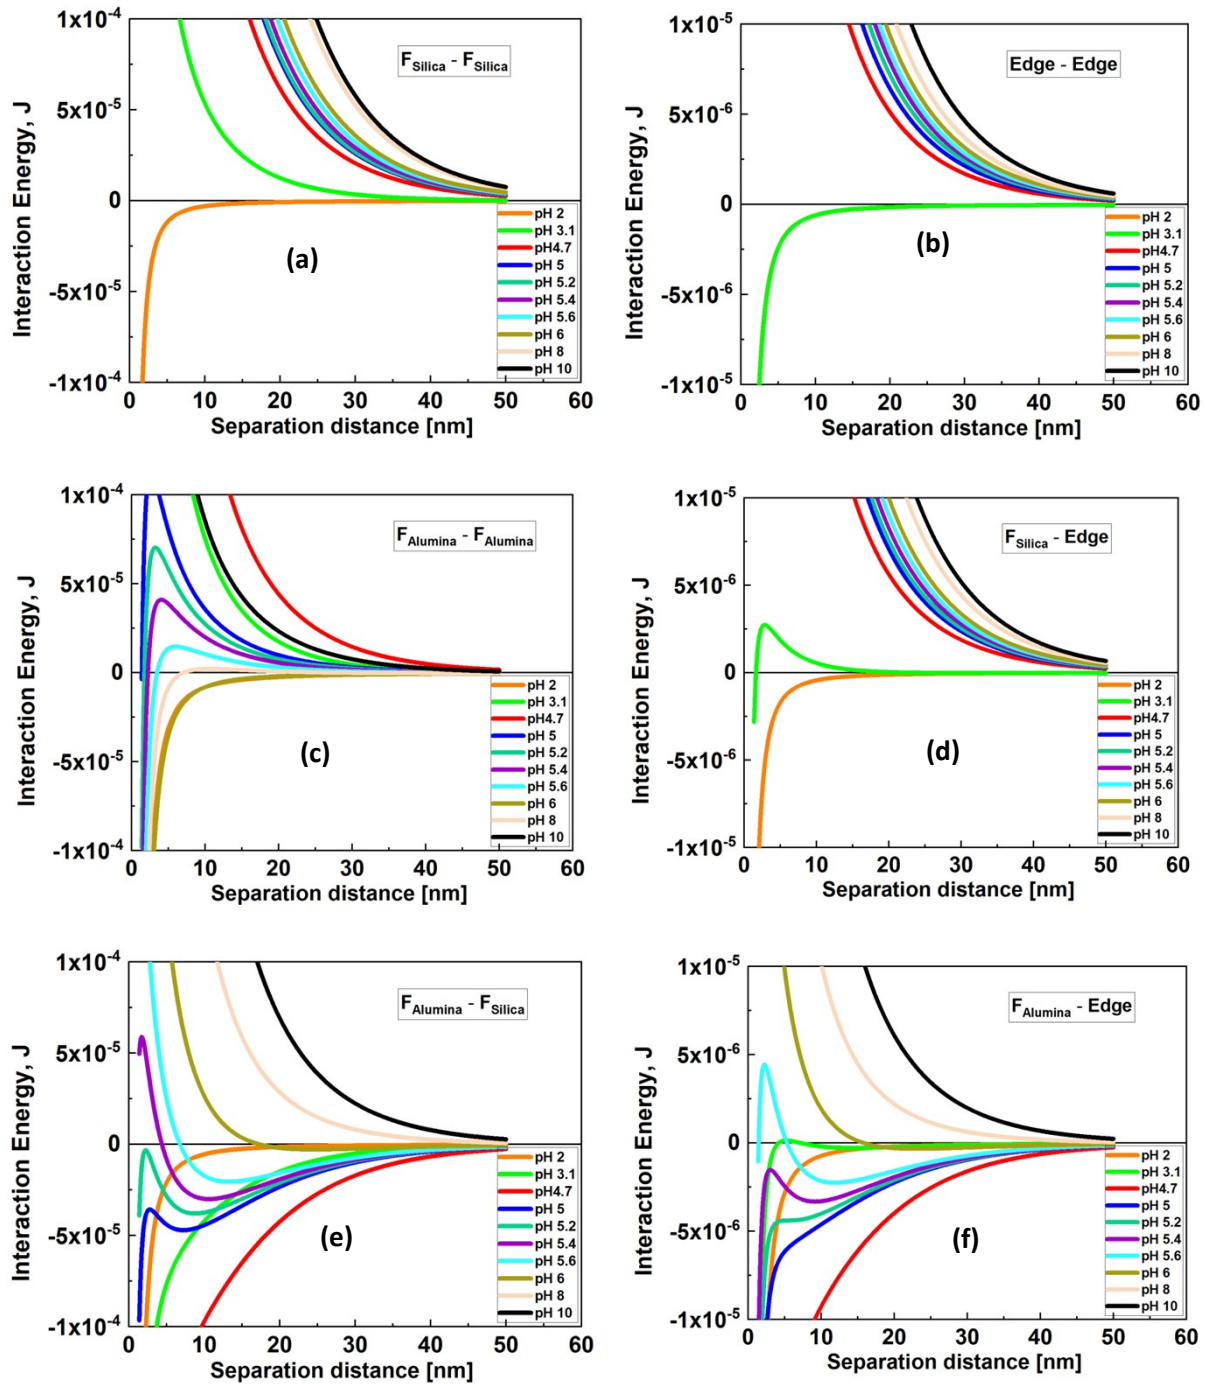 1x10⁻⁴
5x10⁻⁵
0
-5x10⁻⁵
-1x10⁻⁴
Interaction Energy, J
F_Silica - F_Silica
(a)
pH 2
pH 3.1
pH4.7
pH 5
pH 5.2
pH 5.4
pH 5.6
pH 6
pH 8
pH 10
0 10 20 30 40 50 60
Separation distance [nm]
1x10⁻⁵
5x10⁻⁶
0
-5x10⁻⁶
-1x10⁻⁵
Interaction Energy, J
Edge - Edge
(b)
pH 2
pH 3.1
pH4.7
pH 5
pH 5.2
pH 5.4
pH 5.6
pH 6
pH 8
pH 10
0 10 20 30 40 50 60
Separation distance [nm]
1x10⁻⁴
5x10⁻⁵
0
-5x10⁻⁵
-1x10⁻⁴
Interaction Energy, J
F_Alumina - F_Alumina
(c)
pH 2
pH 3.1
pH4.7
pH 5
pH 5.2
pH 5.4
pH 5.6
pH 6
pH 8
pH 10
0 10 20 30 40 50 60
Separation distance [nm]
1x10⁻⁵
5x10⁻⁶
0
-5x10⁻⁶
-1x10⁻⁵
Interaction Energy, J
F_Silica - Edge
(d)
pH 2
pH 3.1
pH4.7
pH 5
pH 5.2
pH 5.4
pH 5.6
pH 6
pH 8
pH 10
0 10 20 30 40 50 60
Separation distance [nm]
1x10⁻⁴
5x10⁻⁵
0
-5x10⁻⁵
-1x10⁻⁴
Interaction Energy, J
F_Alumina - F_Silica
(e)
pH 2
pH 3.1
pH4.7
pH 5
pH 5.2
pH 5.4
pH 5.6
pH 6
pH 8
pH 10
0 10 20 30 40 50 60
Separation distance [nm]
1x10⁻⁵
5x10⁻⁶
0
-5x10⁻⁶
-1x10⁻⁵
Interaction Energy, J
F_Alumina - Edge
(f)
pH 2
pH 3.1
pH4.7
pH 5
pH 5.2
pH 5.4
pH 5.6
pH 6
pH 8
pH 10
0 10 20 30 40 50 60
Separation distance [nm]